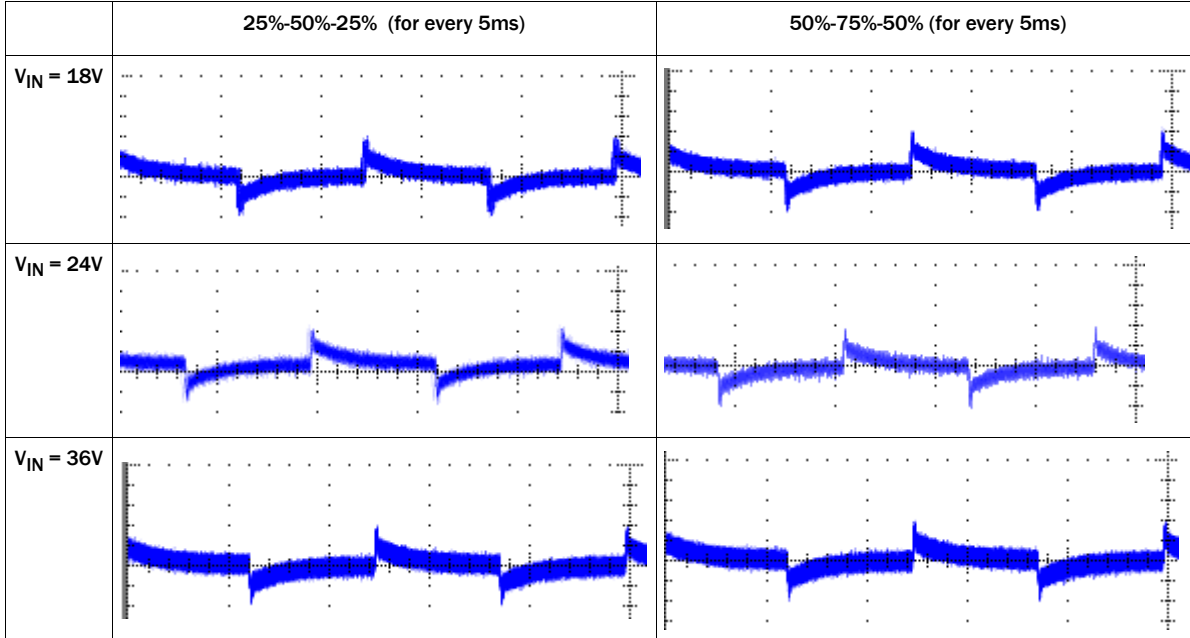 25%-50%-25%  (for every 5ms)
50%-75%-50% (for every 5ms)
VIN = 18V
VIN = 24V
VIN = 36V